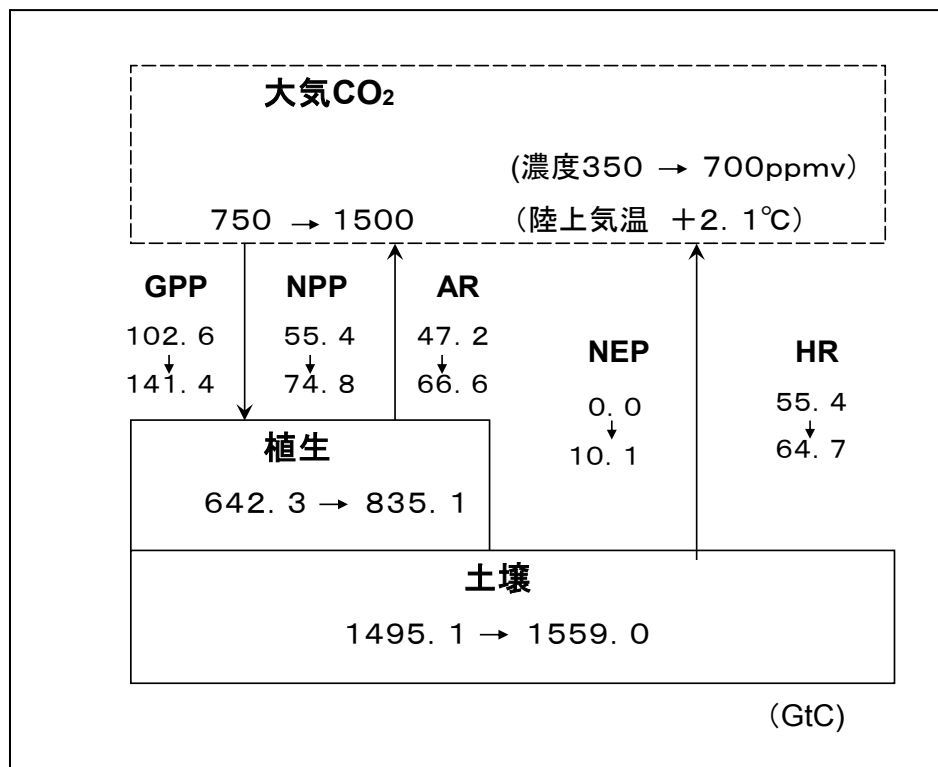 大気CO₂
(濃度350 → 700ppmv)
750 → 1500
(陸上気温 +2. 1℃)
GPP
102. 6
↓
141. 4
NPP
55. 4
↓
74. 8
AR
47. 2
↓
66. 6
NEP
0. 0
↓
10. 1
HR
55. 4
↓
64. 7
植生
642. 3 → 835. 1
土壌
1495. 1 → 1559. 0
(GtC)